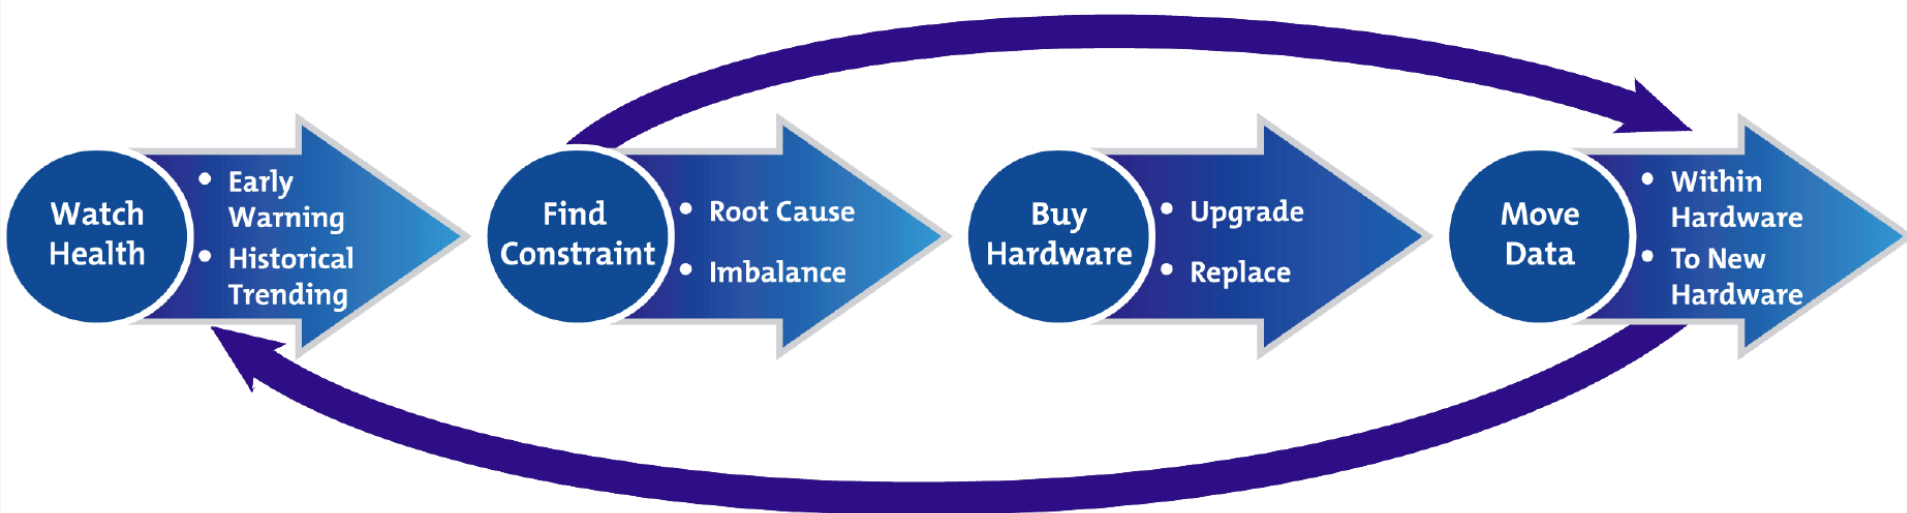 Watch
Health
• Early
Warning
• Historical
Trending
Find
Constraint
• Root Cause
• Imbalance
Buy
Hardware
• Upgrade
• Replace
Move
Data
• Within
Hardware
• To New
Hardware